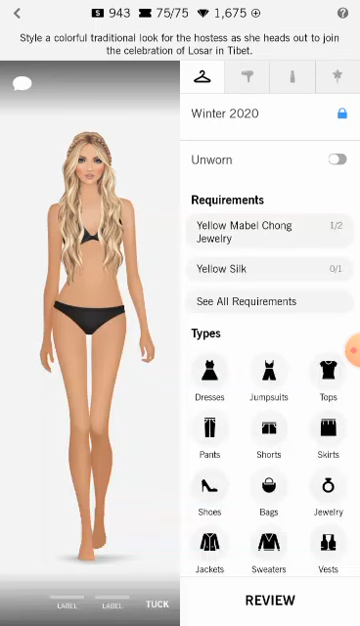 943 75/75 1,675
Style a colorful traditional look for the hostess as she heads out to join
the celebration of Losar in Tibet.
Winter 2020
Unworn
Requirements
Yellow Mabel Chong 1/2
Jewelry
Yellow Silk 0/1
See All Requirements
Types
Dresses Jumpsuits Tops
Pants Shorts Skirts
Shoes Bags Jewelry
Jackets Sweaters Vests
LABEL LABEL TUCK
REVIEW